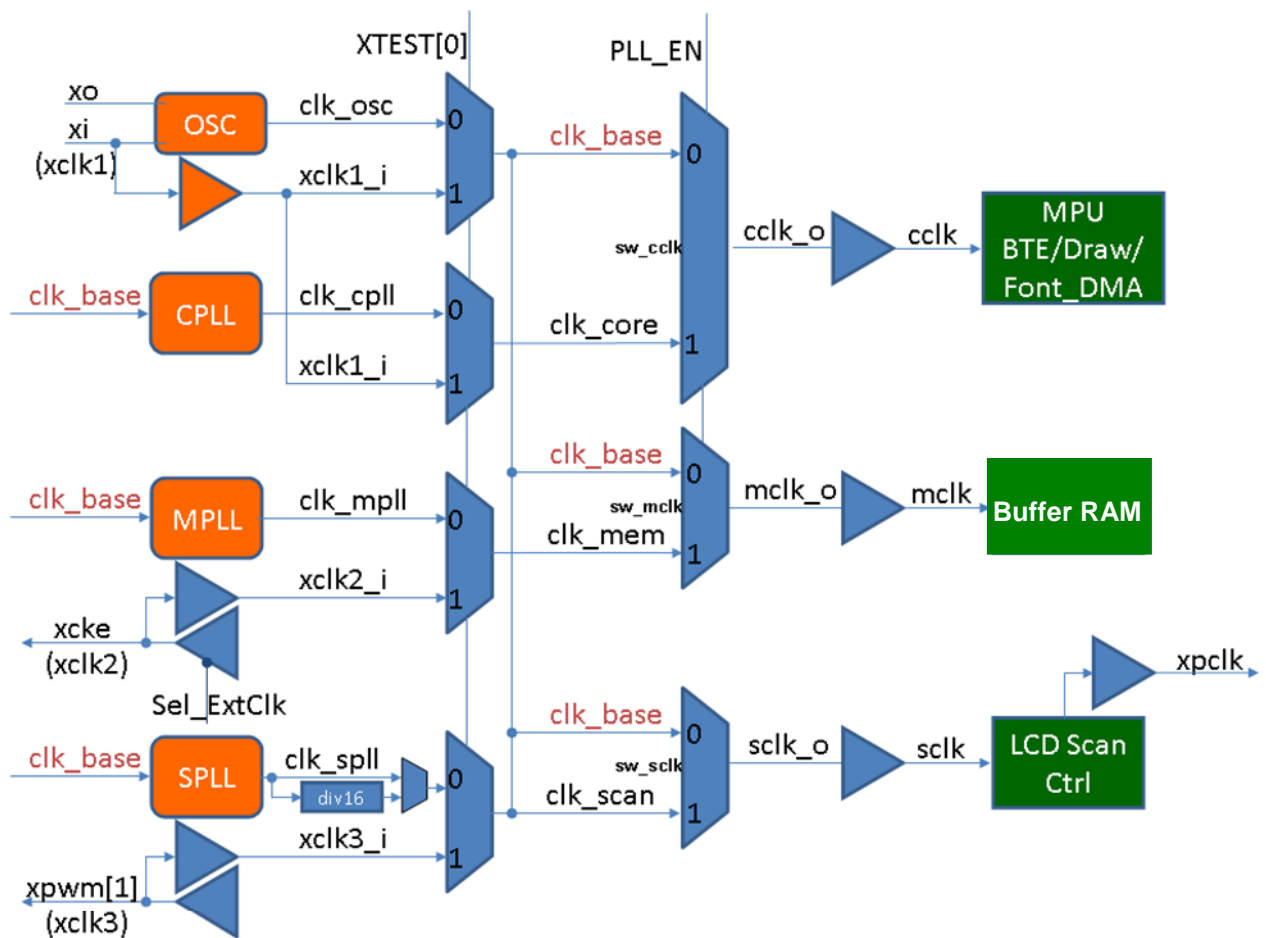 XTEST[0]
PLL_EN
xo
xi
(xclk1)
OSC
clk_osc
0
xclk1_i
1
clk_base
0
sw_cclk
cclk_o
cclk
MPU
BTE/Draw/
Font_DMA
clk_base
CPLL
clk_cpll
0
xclk1_i
1
clk_core
1
clk_base
MPLL
clk_mpll
0
xclk2_i
1
xcke
(xclk2)
Sel_ExtClk
clk_base
0
sw_mclk
clk_mem
1
mclk_o
mclk
Buffer RAM
clk_base
SPLL
clk_spll
div16
0
xclk3_i
1
xpwm[1]
(xclk3)
clk_base
0
sw_sclk
clk_scan
1
sclk_o
sclk
LCD Scan
Ctrl
xpclk